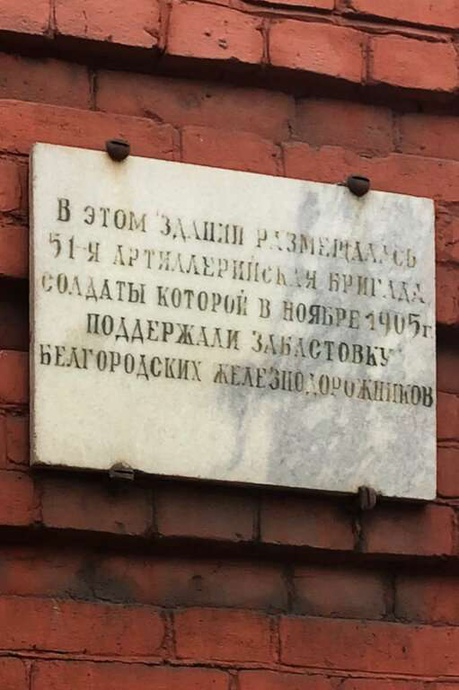 В ЭТОМ ЗДАНИИ РАЗМЕЩАЛАСЬ
51-Я АРТИЛЛЕРИЙСКАЯ БРИГАДА
СОЛДАТЫ КОТОРОЙ В НОЯБРЕ 1905г.
ПОДДЕРЖАЛИ ЗАБАСТОВКУ
БЕЛГОРОДСКИХ ЖЕЛЕЗНОДОРОЖНИКОВ